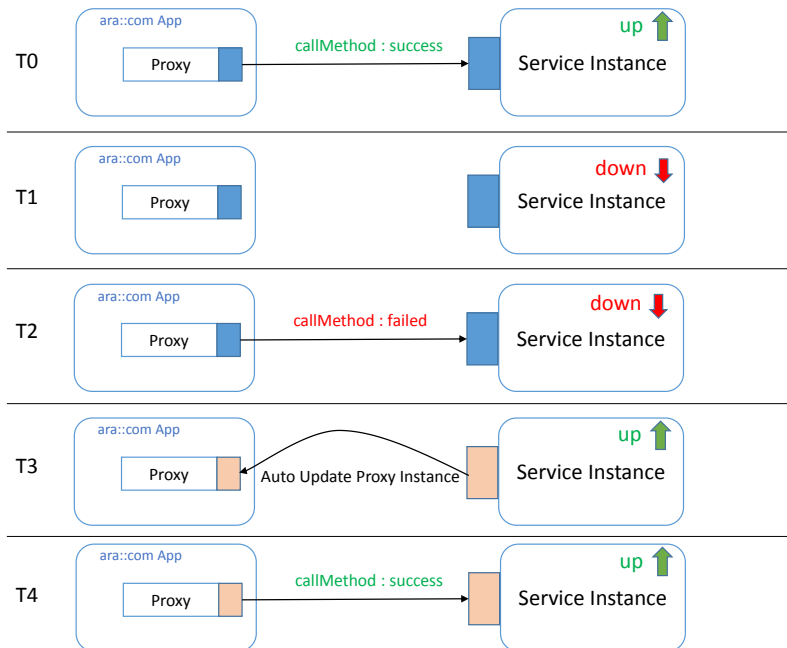 ara::com App
up
T0
Proxy
callMethod : success
Service Instance
ara::com App
down
T1
Proxy
Service Instance
ara::com App
down
T2
Proxy
callMethod : failed
Service Instance
ara::com App
up
T3
Proxy
Auto Update Proxy Instance
Service Instance
ara::com App
up
T4
Proxy
callMethod : success
Service Instance